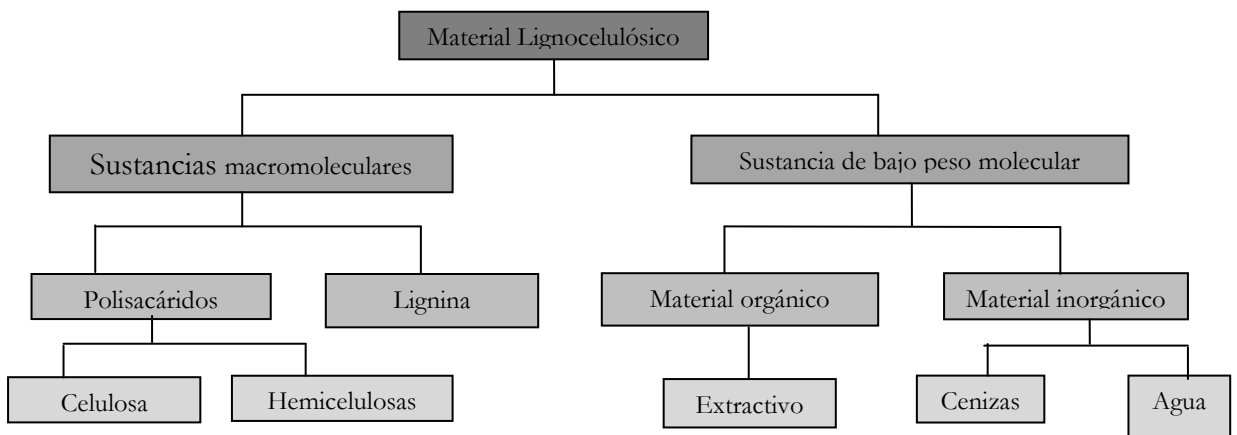 Material Lignocelulósico
Sustancias macromoleculares
Sustancia de bajo peso molecular
Polisacáridos
Lignina
Material orgánico
Material inorgánico
Celulosa
Hemicelulosas
Extractivo
Cenizas
Agua